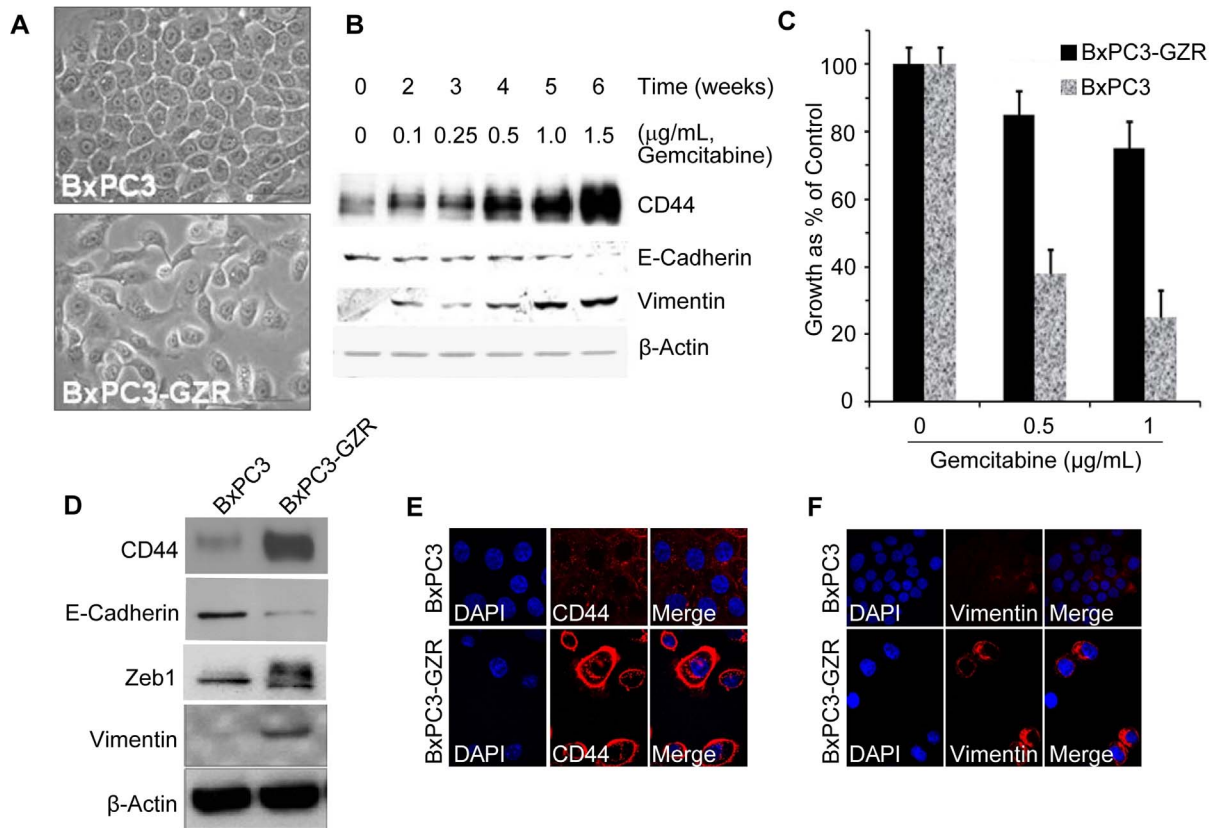 A
BxPC3
BxPC3-GZR
B
0 2 3 4 5 6 Time (weeks)
0 0.1 0.25 0.5 1.0 1.5 (µg/mL,
Gemcitabine)
CD44
E-Cadherin
Vimentin
β-Actin
C
BxPC3-GZR
BxPC3
Growth as % of Control
100
80
60
40
20
0
0 0.5 1
Gemcitabine (µg/mL)
D
BxPC3 BxPC3-GZR
CD44
E-Cadherin
Zeb1
Vimentin
β-Actin
E
BxPC3
DAPI CD44 Merge
BxPC3-GZR
DAPI CD44 Merge
F
BxPC3
DAPI Vimentin Merge
BxPC3-GZR
DAPI Vimentin Merge